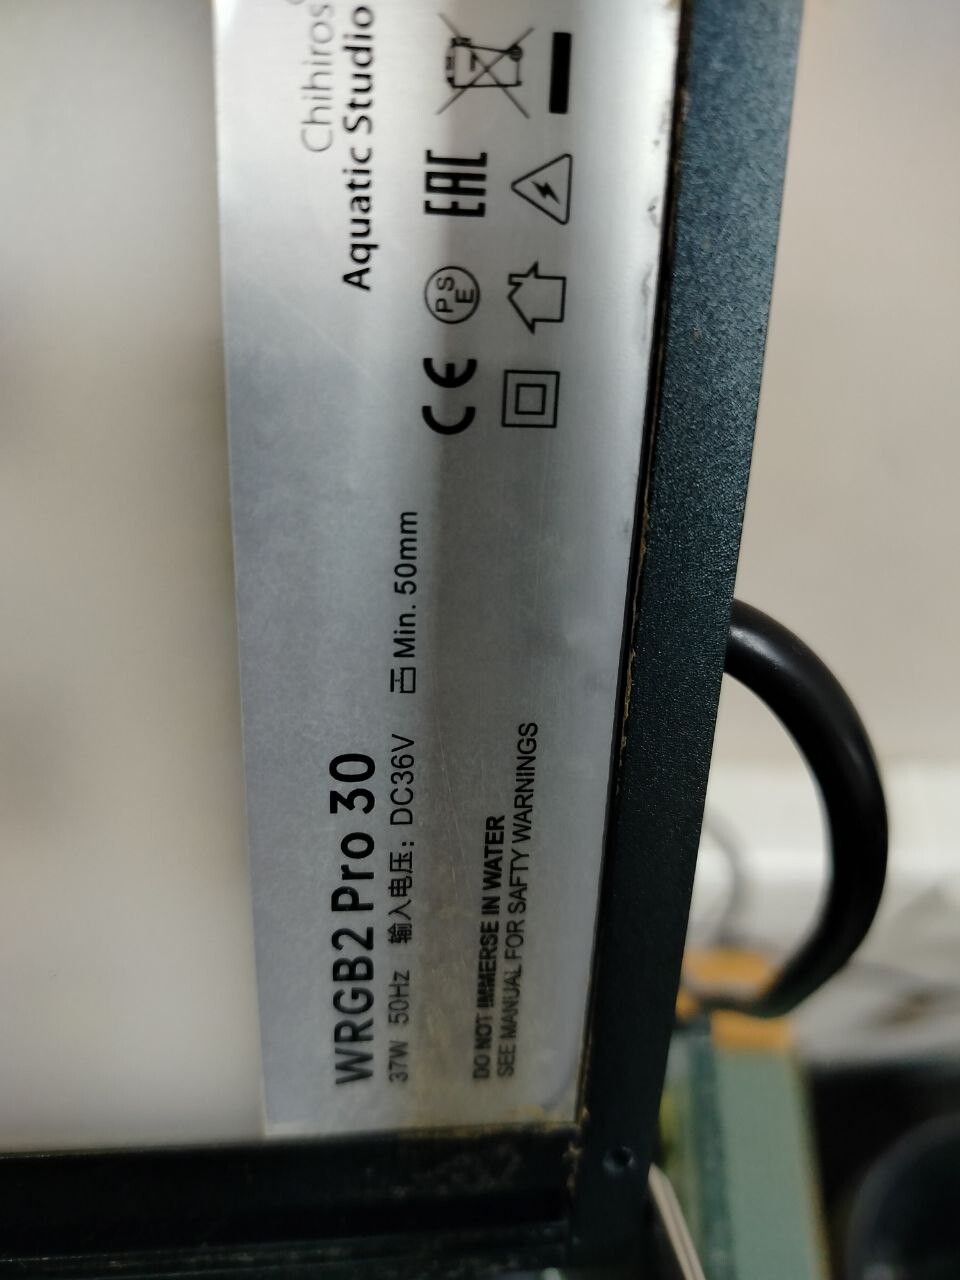 Chihiros
Aquatic Studio
WRGB2 Pro 30
37W 50Hz 输入电压: DC36V Min. 50mm
DO NOT IMMERSE IN WATER
SEE MANUAL FOR SAFTY WARNINGS
CE
PSE
EAC